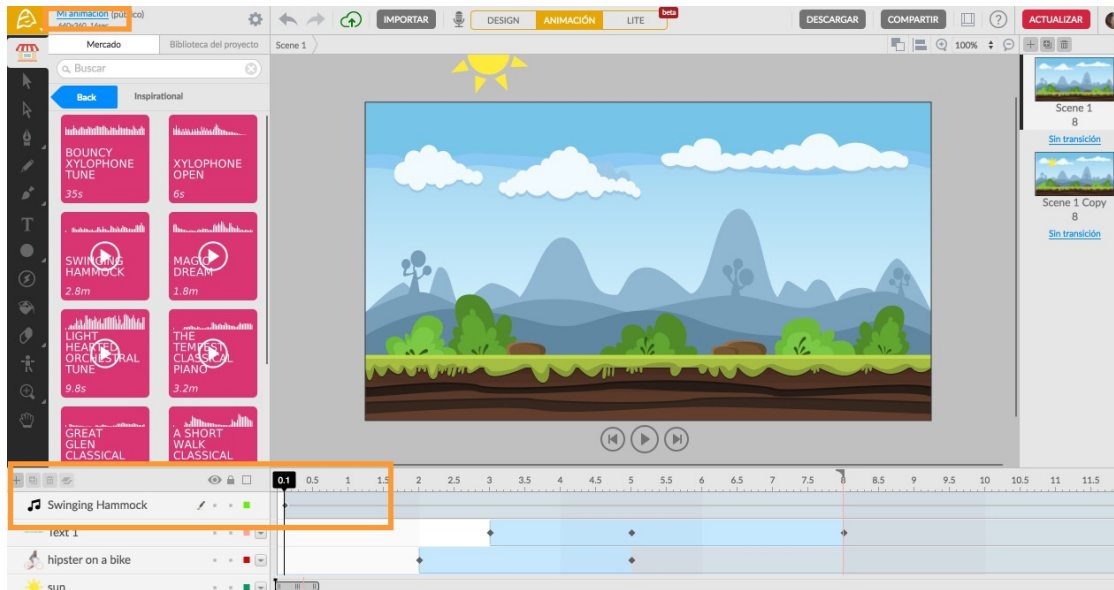 Mi animación (público)
IMPORTAR
DESIGN
ANIMACIÓN
LITE
beta
DESCARGAR
COMPARTIR
?
ACTUALIZAR
Mercado
Biblioteca del proyecto
Scene 1
100%
Buscar
Back
Inspirational
BOUNCY
XYLOPHONE
TUNE
35s
XYLOPHONE
OPEN
6s
SWINGING
HAMMOCK
2.8m
MAGIC
DREAM
1.8m
LIGHT
HEARTED
ORCHESTRAL
TUNE
9.8s
THE
TEMPEST
CLASSICAL
PIANO
3.2m
GREAT
GLEN
CLASSICAL
A SHORT
WALK
CLASSICAL
T
Scene 1
8
Sin transición
Scene 1 Copy
8
Sin transición
0.1 0.5 1 1.5 2 2.5 3 3.5 4 4.5 5 5.5 6 6.5 7 7.5 8 8.5 9 9.5 10 10.5 11 11.5
Swinging Hammock
Text 1
hipster on a bike
sun